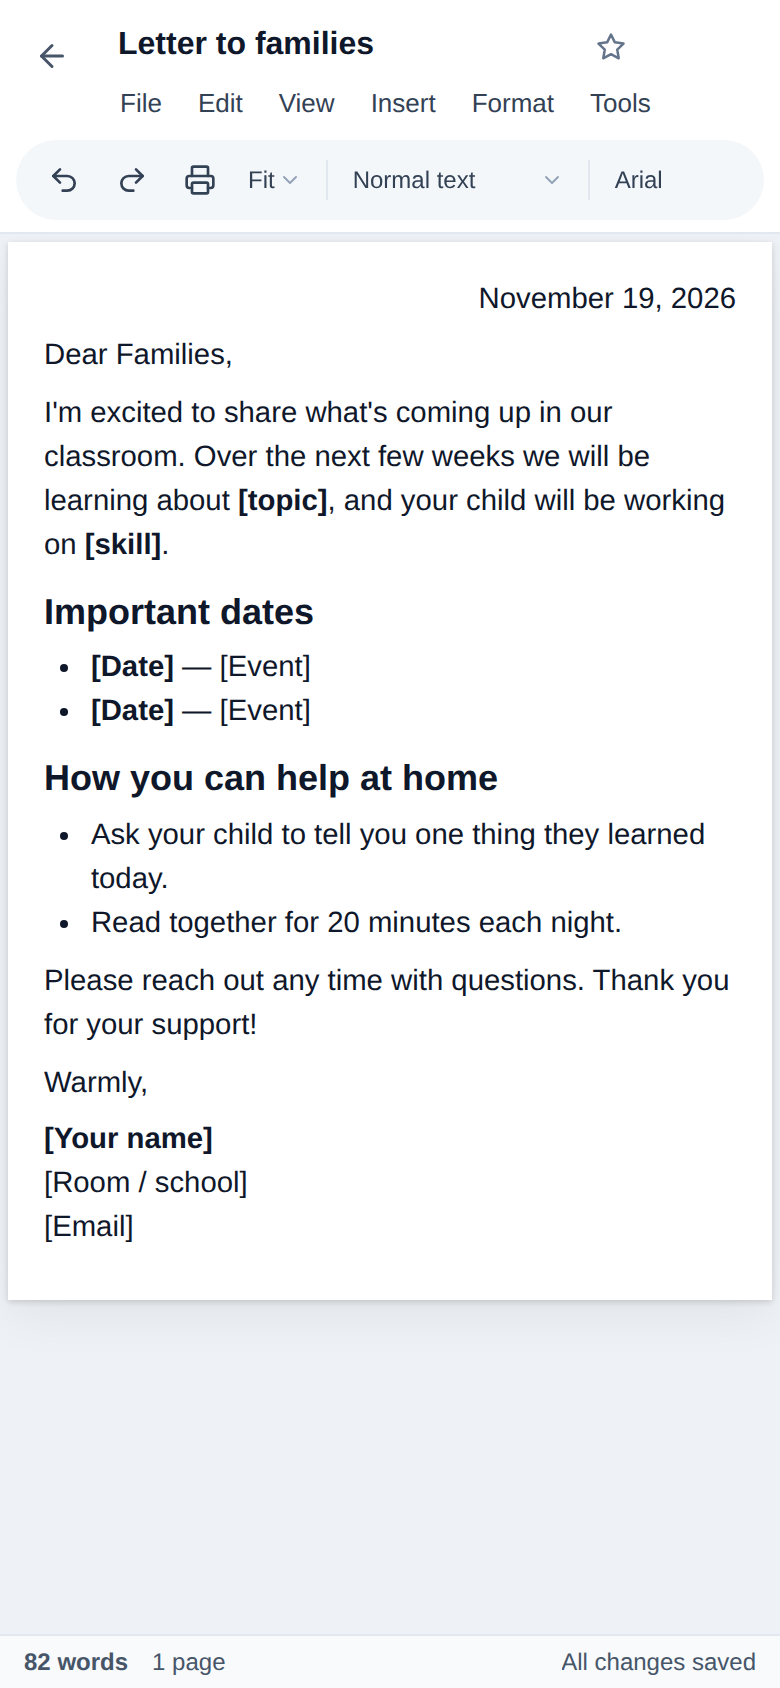 Letter to families
File Edit View Insert Format Tools
Fit Normal text Arial
November 19, 2026
Dear Families,
I'm excited to share what's coming up in our
classroom. Over the next few weeks we will be
learning about [topic], and your child will be working
on [skill].
Important dates
• [Date] — [Event]
• [Date] — [Event]
How you can help at home
• Ask your child to tell you one thing they learned
today.
• Read together for 20 minutes each night.
Please reach out any time with questions. Thank you
for your support!
Warmly,
[Your name]
[Room / school]
[Email]
82 words 1 page All changes saved